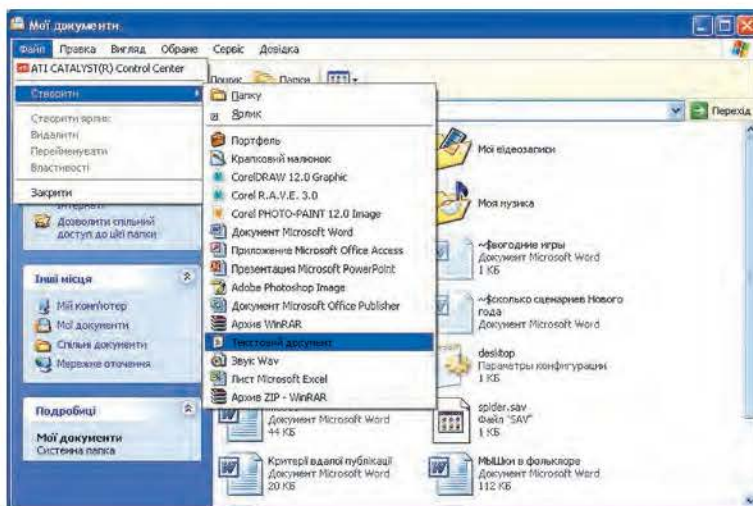 Мої документи
Файл Правка Вигляд Обране Сервіс Довідка
ATI CATALYST(R) Control Center
Створити
Створити ярлик
Видалити
Перейменувати
Властивості
Закрити
Пошук Папки
Перехід
Папку
Ярлик
Портфель
Крапковий малюнок
CorelDRAW 12.0 Graphic
Corel R.A.V.E. 3.0
Corel PHOTO-PAINT 12.0 Image
Документ Microsoft Word
Приложение Microsoft Office Access
Презентация Microsoft PowerPoint
Adobe Photoshop Image
Документ Microsoft Office Publisher
Архив WinRAR
Текстовий документ
Звук Wav
Лист Microsoft Excel
Архив ZIP - WinRAR
Інтернеті
Дозволити спільний
доступ до цієї папки
Інші місця
Мій комп'ютер
Мої документи
Спільні документи
Мережне оточення
Подробиці
Мої документи
Системна папка
Мої відеозаписи
Моя музика
~$вогодние игры
Документ Microsoft Word
1 КБ
~$сколько сценариев Нового
года
Документ Microsoft Word
desktop
Параметры конфигурации
1 КБ
Документ Microsoft Word
44 КБ
spider.sav
Файл "SAV"
1 КБ
Критерії вдалої публікації
Документ Microsoft Word
20 КБ
МЫШки в фольклоре
Документ Microsoft Word
112 КБ